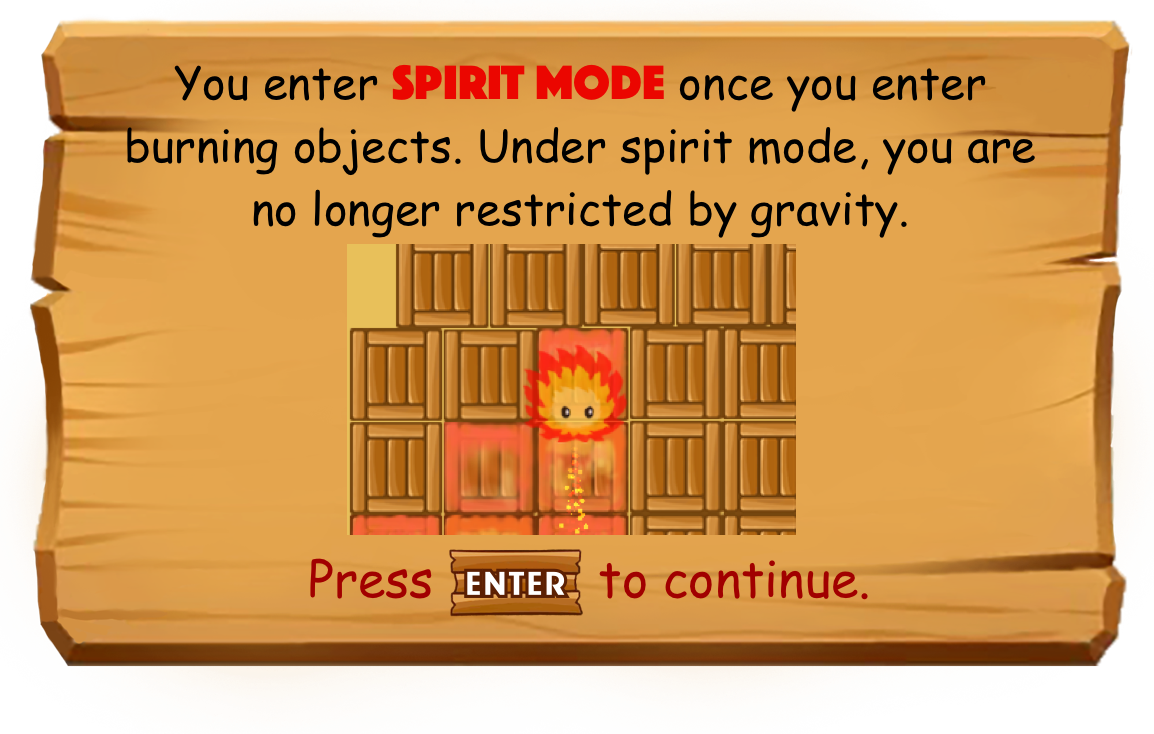 You enter SPIRIT MODE once you enter
burning objects. Under spirit mode, you are
no longer restricted by gravity.
Press ENTER to continue.